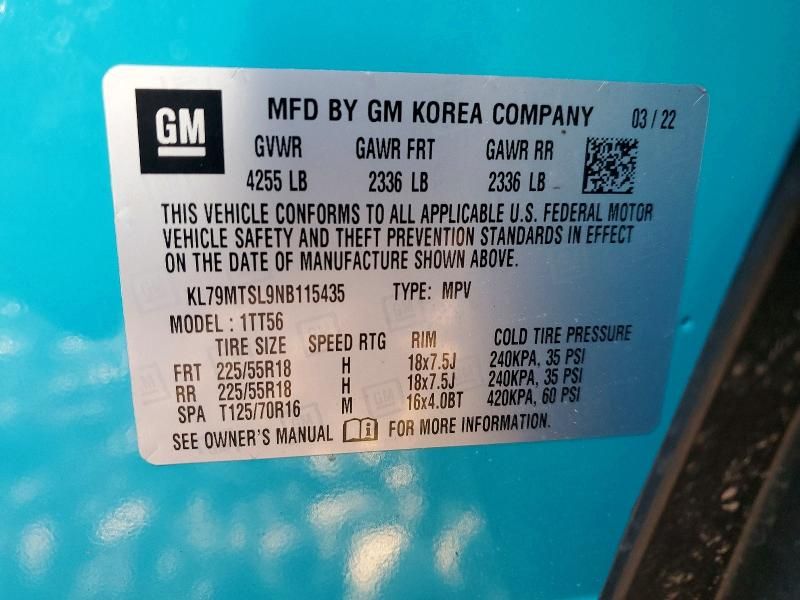 GM MFD BY GM KOREA COMPANY 03 / 22
GVWR GAWR FRT GAWR RR
4255 LB 2336 LB 2336 LB
THIS VEHICLE CONFORMS TO ALL APPLICABLE U.S. FEDERAL MOTOR
VEHICLE SAFETY AND THEFT PREVENTION STANDARDS IN EFFECT
ON THE DATE OF MANUFACTURE SHOWN ABOVE.
KL79MTSL9NB115435 TYPE: MPV
MODEL : 1TT56
TIRE SIZE SPEED RTG RIM COLD TIRE PRESSURE
FRT 225/55R18 H 18x7.5J 240KPA, 35 PSI
RR 225/55R18 H 18x7.5J 240KPA, 35 PSI
SPA T125/70R16 M 16x4.0BT 420KPA, 60 PSI
SEE OWNER'S MANUAL FOR MORE INFORMATION.